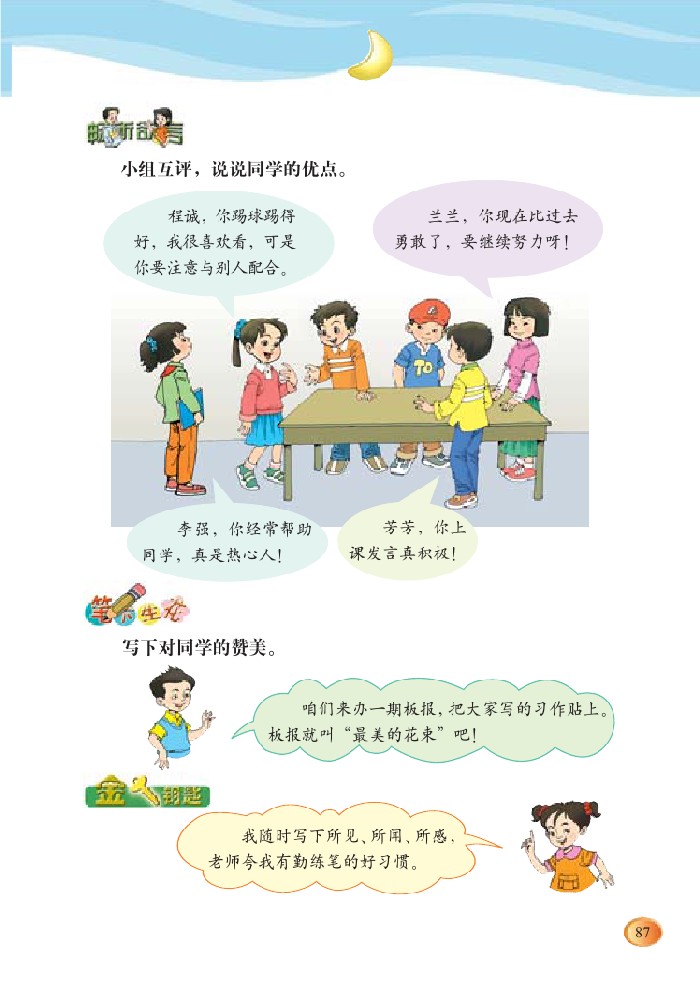 畅所欲言
小组互评，说说同学的优点。
程诚，你踢球踢得
好，我很喜欢看，可是
你要注意与别人配合。
兰兰，你现在比过去
勇敢了，要继续努力呀！
TO
李强，你经常帮助
同学，真是热心人！
芳芳，你上
课发言真积极！
笔下生花
写下对同学的赞美。
咱们来办一期板报，把大家写的习作贴上。
板报就叫“最美的花束”吧！
金钥匙
我随时写下所见、所闻、所感，
老师夸我有勤练笔的好习惯。
87